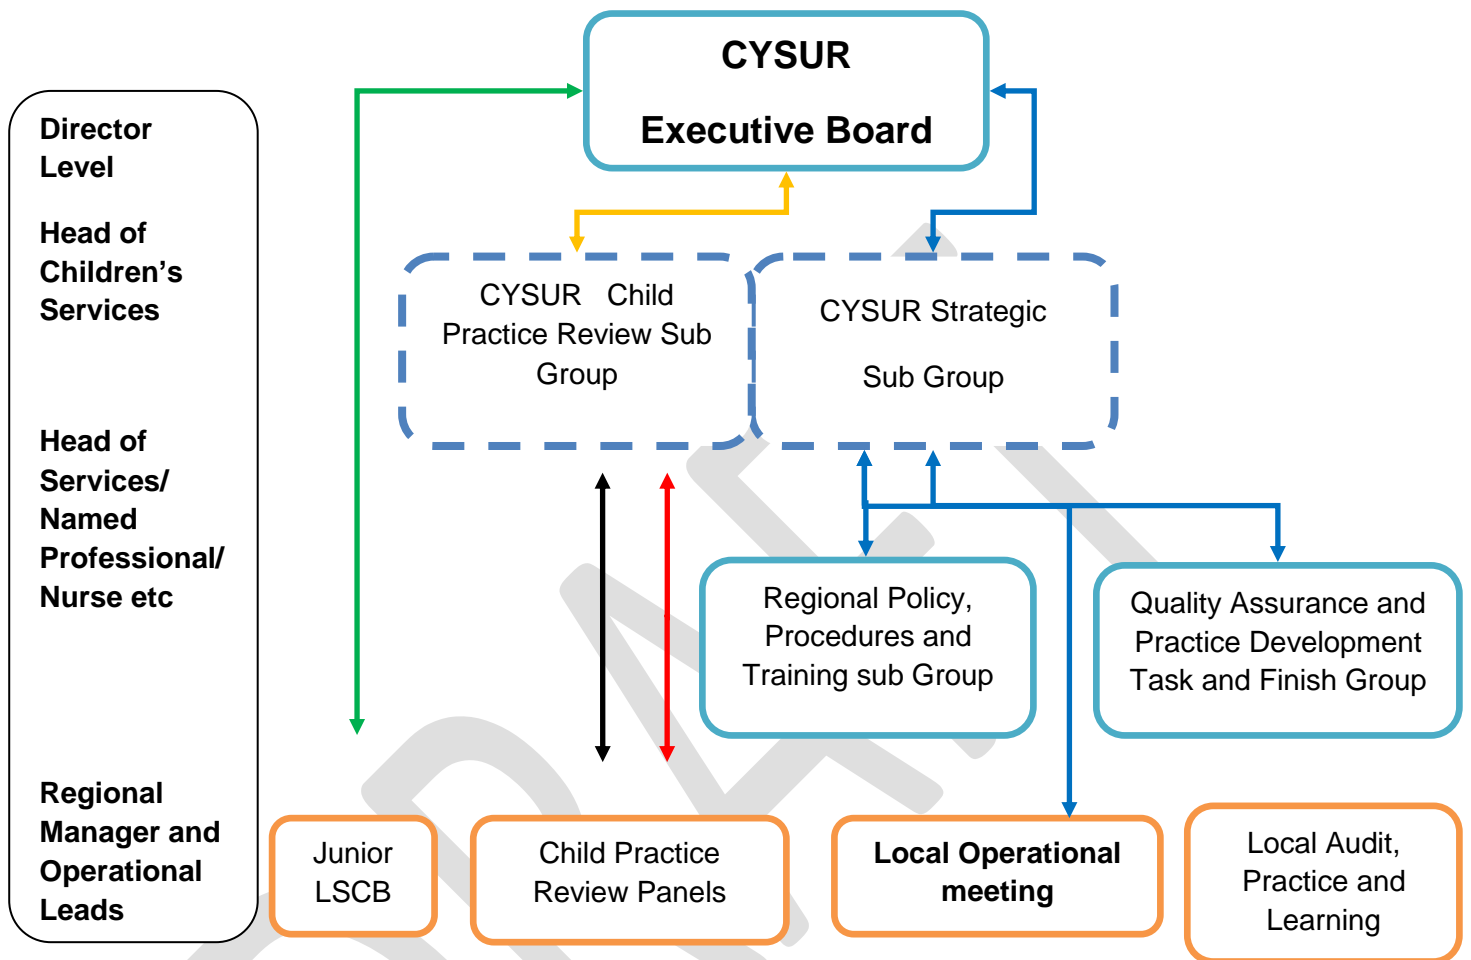 CYSUR
Executive Board
Director
Level
Head of
Children’s
Services
Head of
Services/
Named
Professional/
Nurse etc
Regional
Manager and
Operational
Leads
CYSUR Child
Practice Review Sub
Group
CYSUR Strategic
Sub Group
Regional Policy,
Procedures and
Training sub Group
Quality Assurance and
Practice Development
Task and Finish Group
Junior
LSCB
Child Practice
Review Panels
Local Operational
meeting
Local Audit,
Practice and
Learning
DRAFT